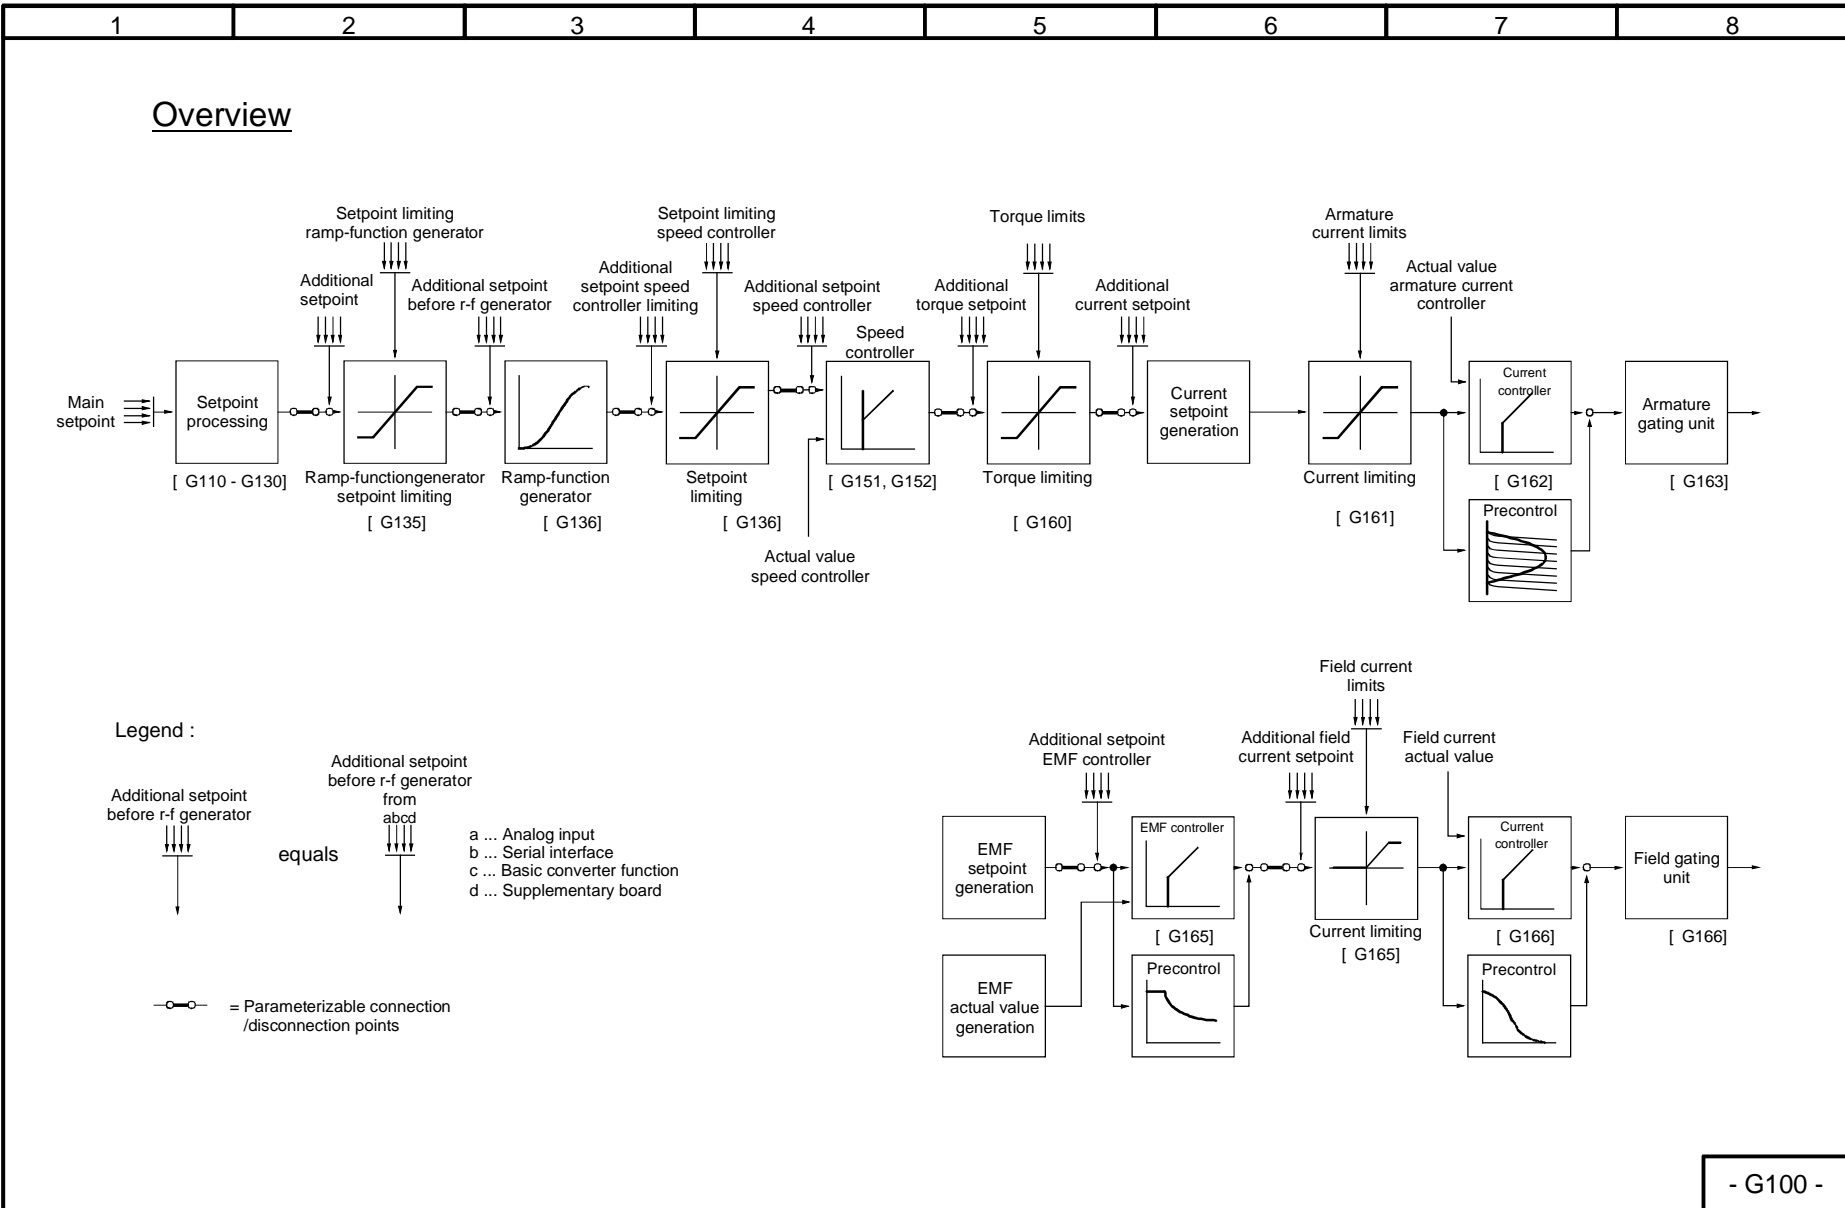 1 2 3 4 5 6 7 8
Overview
Setpoint limiting
ramp-function generator
Setpoint limiting
speed controller
Torque limits
Armature
current limits
Additional
setpoint
Additional setpoint
before r-f generator
Additional
setpoint speed
controller limiting
Additional setpoint
speed controller
Additional
torque setpoint
Additional
current setpoint
Actual value
armature current
controller
Main
setpoint
Setpoint
processing
[ G110 - G130]
Ramp-functiongenerator
setpoint limiting
[ G135]
Ramp-function
generator
[ G136]
Setpoint
limiting
[ G136]
Speed
controller
[ G151, G152]
Actual value
speed controller
Torque limiting
[ G160]
Current
setpoint
generation
Current limiting
[ G161]
Current
controller
[ G162]
Precontrol
Armature
gating unit
[ G163]
Legend :
Additional setpoint
before r-f generator
equals
Additional setpoint
before r-f generator
from
abcd
a ... Analog input
b ... Serial interface
c ... Basic converter function
d ... Supplementary board
= Parameterizable connection
/disconnection points
Field current
limits
Additional setpoint
EMF controller
Additional field
current setpoint
Field current
actual value
EMF
setpoint
generation
EMF controller
[ G165]
Current limiting
[ G165]
Current
controller
[ G166]
Field gating
unit
[ G166]
EMF
actual value
generation
Precontrol
Precontrol
- G100 -